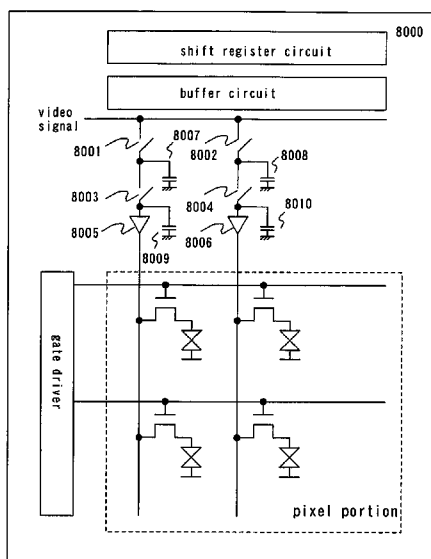 8000
shift register circuit
buffer circuit
video
signal
8001
8007
8002
8008
8003
8004
8010
8005
8009
8006
gate driver
pixel portion